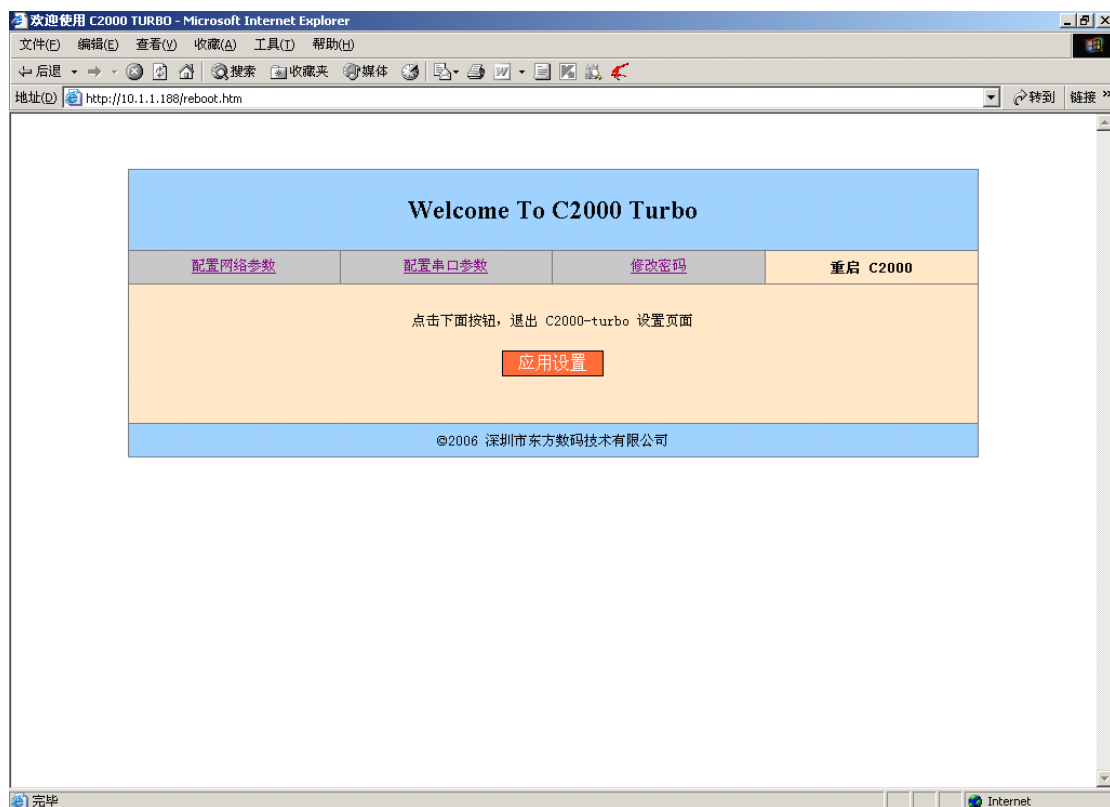 欢迎使用 C2000 TURBO - Microsoft Internet Explorer
文件(F) 编辑(E) 查看(V) 收藏(A) 工具(T) 帮助(H)
后退 搜索 收藏夹 媒体
地址(D) http://10.1.1.188/reboot.htm 转到 链接 »
Welcome To C2000 Turbo
配置网络参数 配置串口参数 修改密码 重启 C2000
点击下面按钮，退出 C2000-turbo 设置页面
应用设置
©2006 深圳市东方数码技术有限公司
完毕 Internet